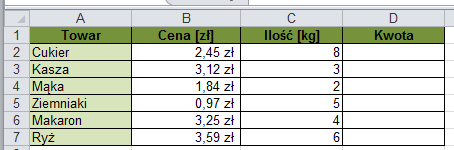 A B C D
1 Towar Cena [zł] Ilość [kg] Kwota
2 Cukier 2,45 zł 8
3 Kasza 3,12 zł 3
4 Mąka 1,84 zł 2
5 Ziemniaki 0,97 zł 5
6 Makaron 3,25 zł 4
7 Ryż 3,59 zł 6